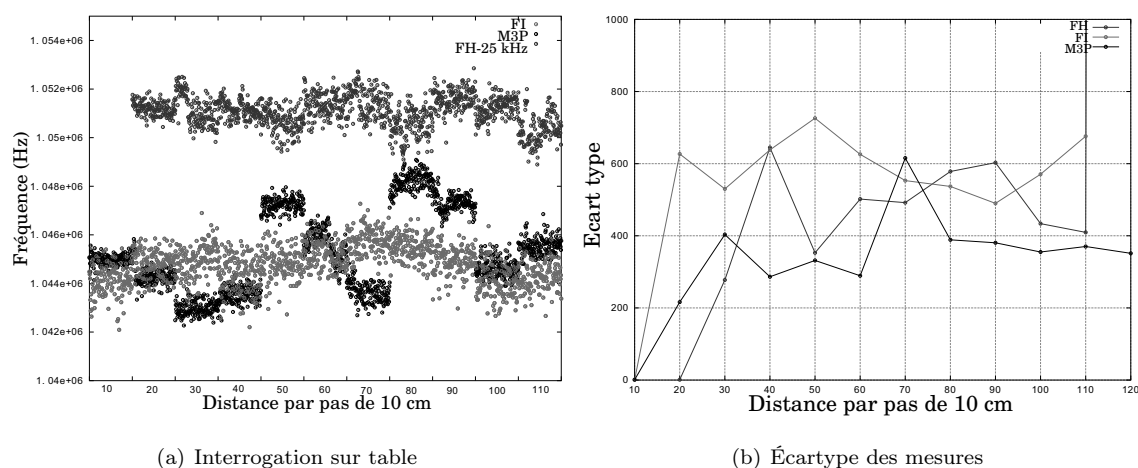 FI
M3P
FH-25 kHz
1.054e+06
1.052e+06
1.05e+06
1.048e+06
1.046e+06
1.044e+06
1.042e+06
1.04e+06
Fréquence (Hz)
10 20 30 40 50 60 70 80 90 100 110
Distance par pas de 10 cm
(a) Interrogation sur table
FH
FI
M3P
1000
800
600
400
200
0
Ecart type
10 20 30 40 50 60 70 80 90 100 110 120
Distance par pas de 10 cm
(b) Écartype des mesures